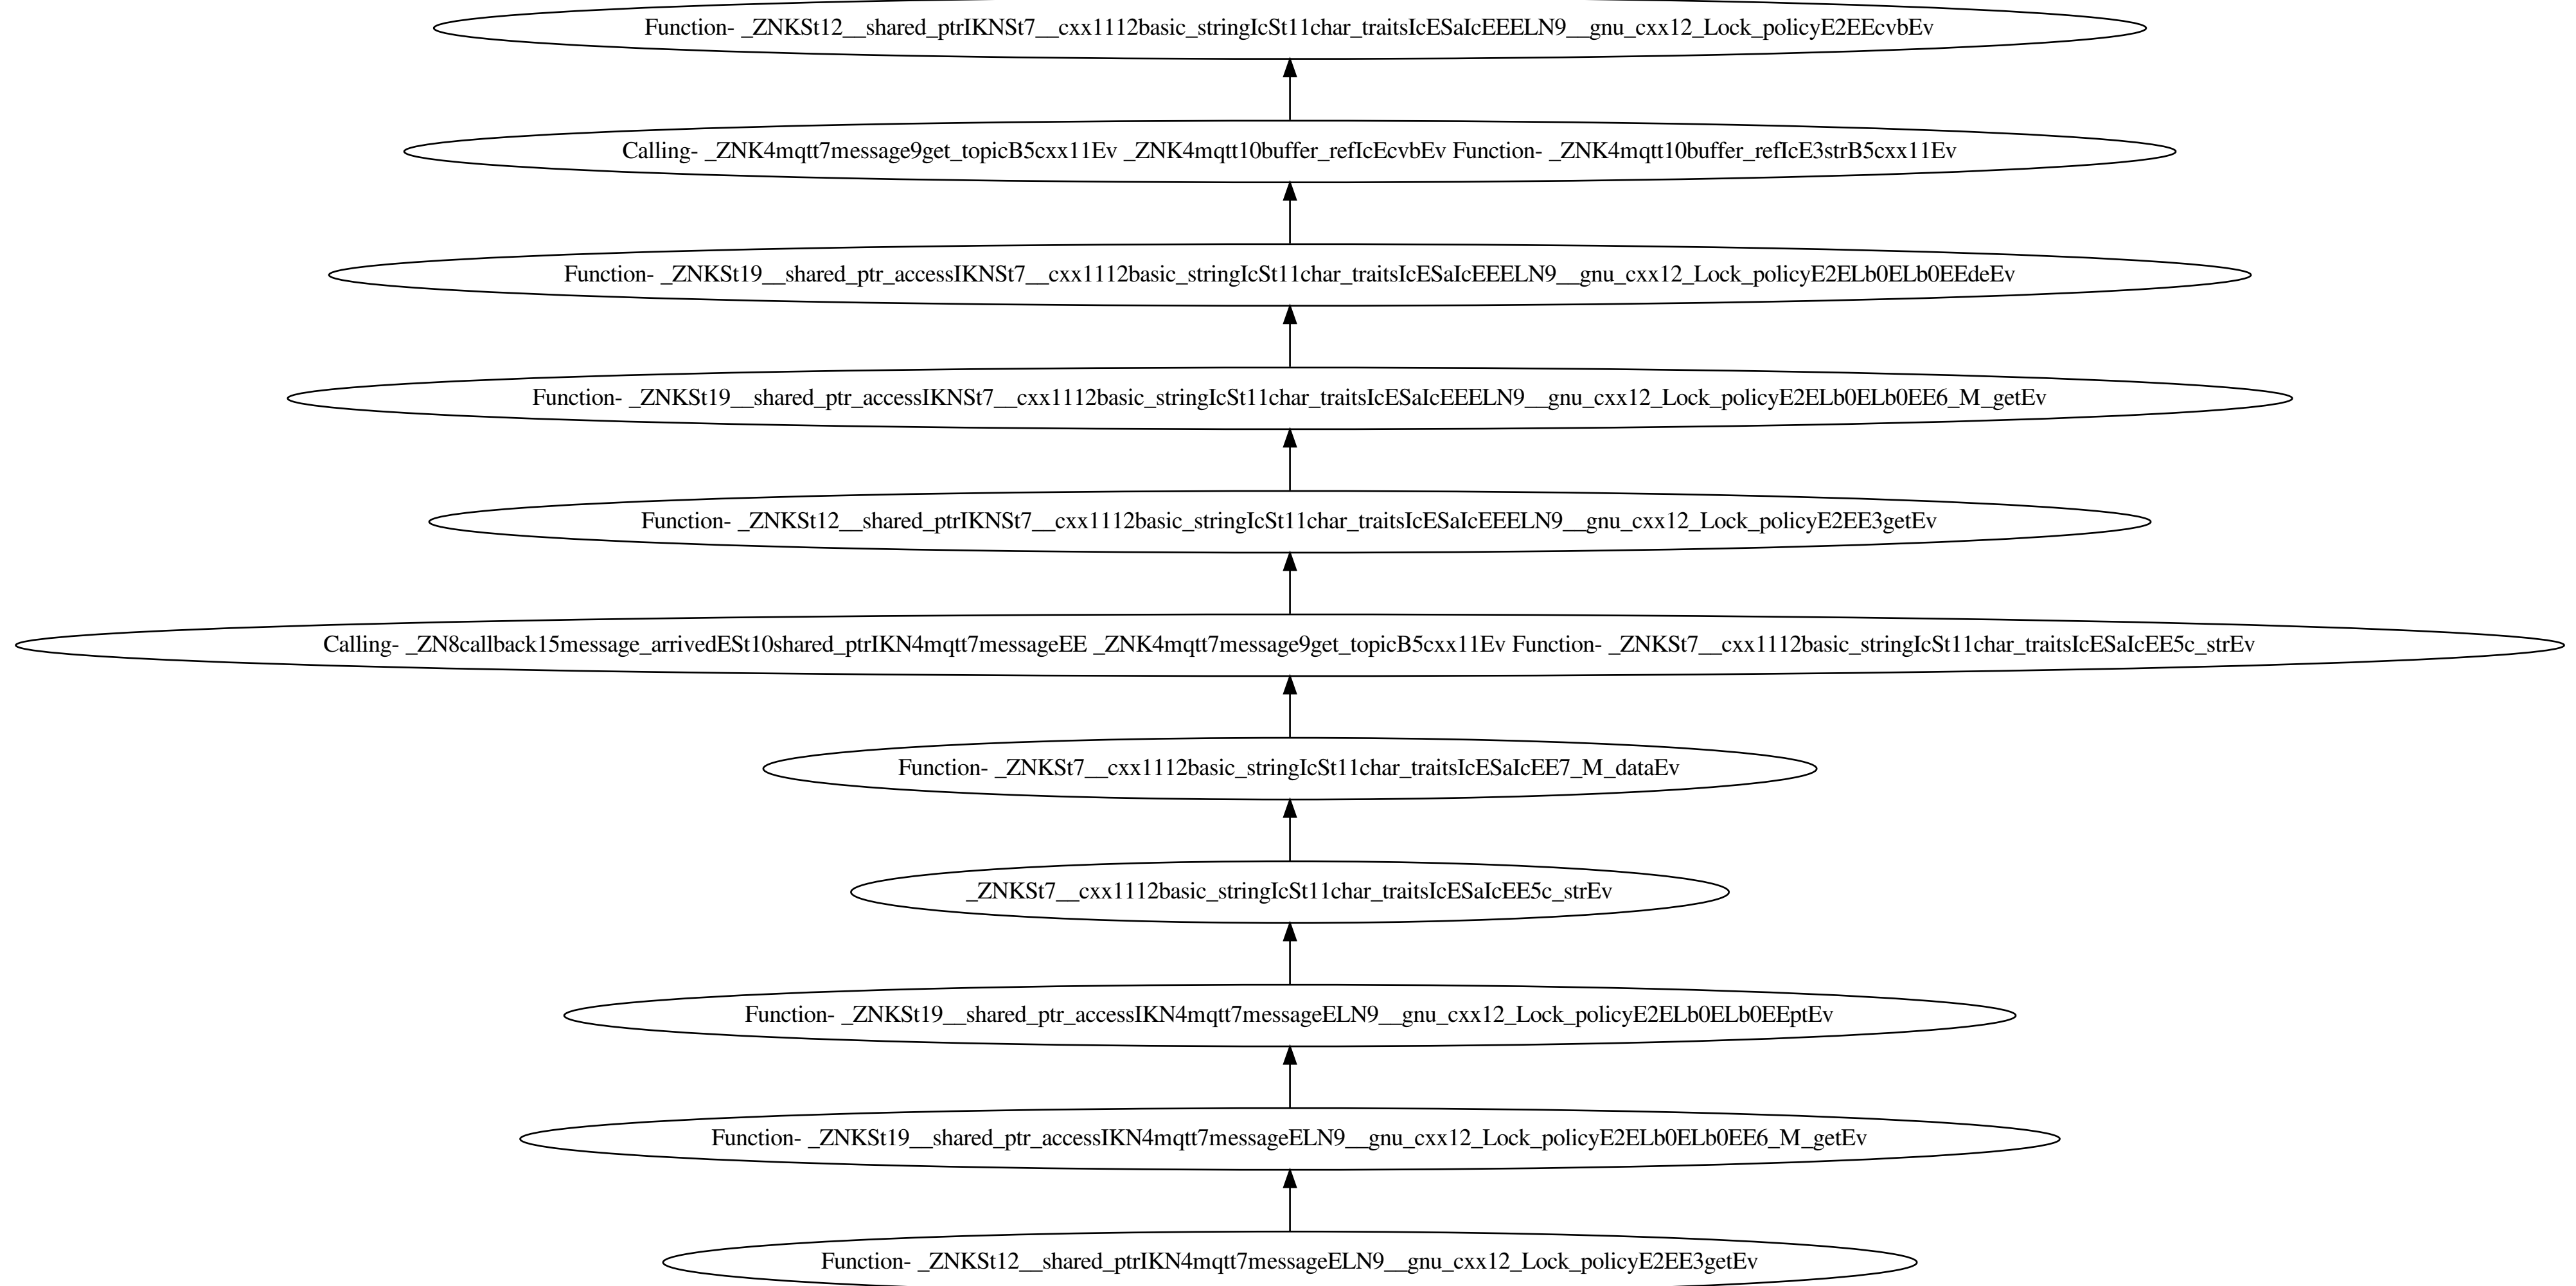 Function- _ZNKSt12__shared_ptrIKNSt7__cxx1112basic_stringIcSt11char_traitsIcESaIcEEELN9__gnu_cxx12_Lock_policyE2EEcvbEv
Calling- _ZNK4mqtt7message9get_topicB5cxx11Ev _ZNK4mqtt10buffer_refIcEcvbEv Function- _ZNK4mqtt10buffer_refIcE3strB5cxx11Ev
Function- _ZNKSt19__shared_ptr_accessIKNSt7__cxx1112basic_stringIcSt11char_traitsIcESaIcEEELN9__gnu_cxx12_Lock_policyE2ELb0ELb0EEdeEv
Function- _ZNKSt19__shared_ptr_accessIKNSt7__cxx1112basic_stringIcSt11char_traitsIcESaIcEEELN9__gnu_cxx12_Lock_policyE2ELb0ELb0EE6_M_getEv
Function- _ZNKSt12__shared_ptrIKNSt7__cxx1112basic_stringIcSt11char_traitsIcESaIcEEELN9__gnu_cxx12_Lock_policyE2EE3getEv
Calling- _ZN8callback15message_arrivedESt10shared_ptrIKN4mqtt7messageEE _ZNK4mqtt7message9get_topicB5cxx11Ev Function- _ZNKSt7__cxx1112basic_stringIcSt11char_traitsIcESaIcEE5c_strEv
Function- _ZNKSt7__cxx1112basic_stringIcSt11char_traitsIcESaIcEE7_M_dataEv
_ZNKSt7__cxx1112basic_stringIcSt11char_traitsIcESaIcEE5c_strEv
Function- _ZNKSt19__shared_ptr_accessIKN4mqtt7messageELN9__gnu_cxx12_Lock_policyE2ELb0ELb0EEptEv
Function- _ZNKSt19__shared_ptr_accessIKN4mqtt7messageELN9__gnu_cxx12_Lock_policyE2ELb0ELb0EE6_M_getEv
Function- _ZNKSt12__shared_ptrIKN4mqtt7messageELN9__gnu_cxx12_Lock_policyE2EE3getEv